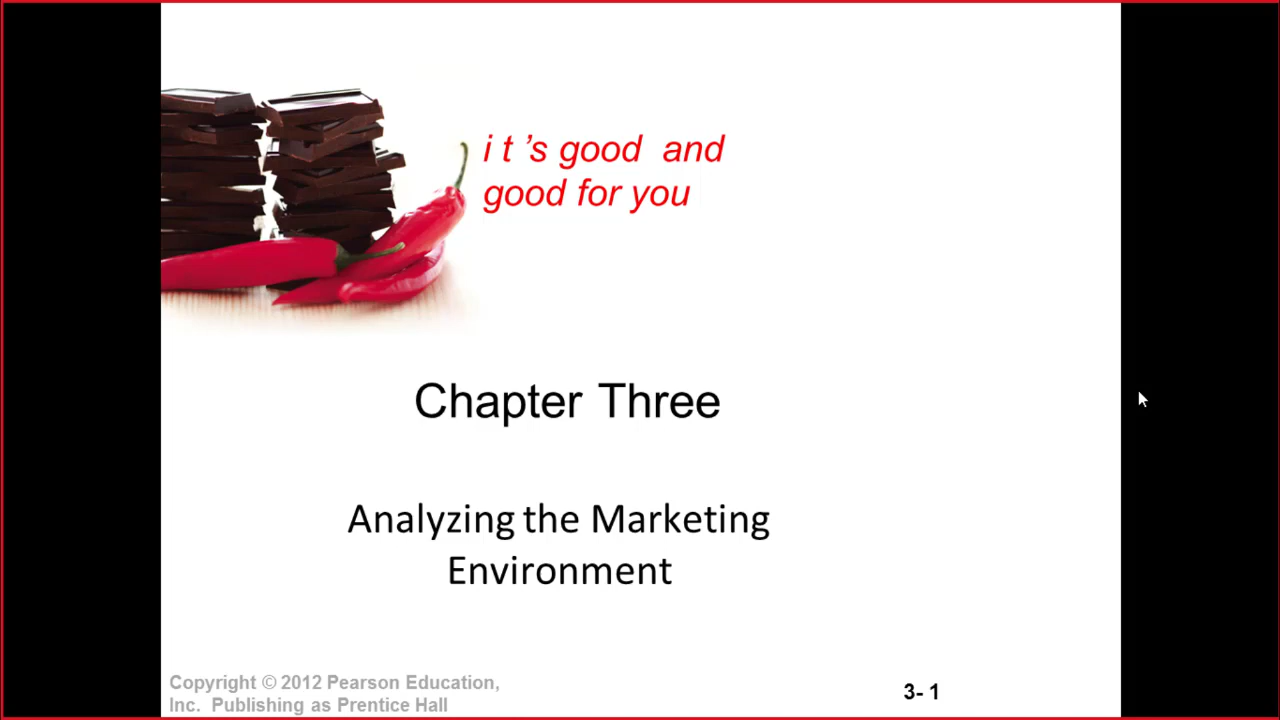 i t ’s good  and
good for you
Chapter Three
Analyzing the Marketing
Environment
Copyright © 2012 Pearson Education,
Inc.  Publishing as Prentice Hall
3- 1